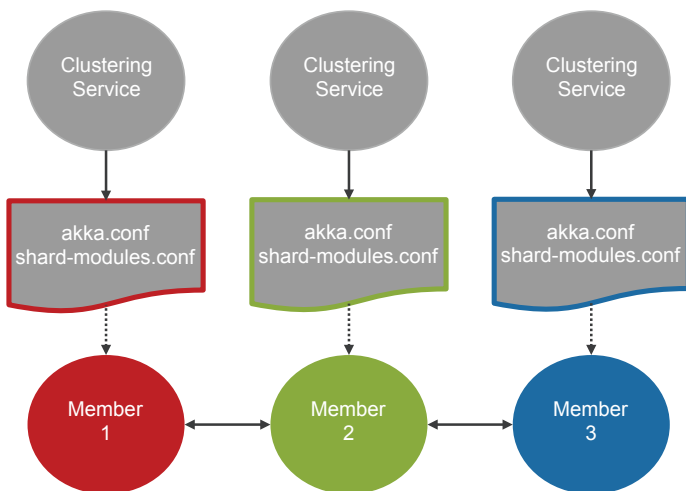 Clustering
Service
Clustering
Service
Clustering
Service
akka.conf
shard-modules.conf
akka.conf
shard-modules.conf
akka.conf
shard-modules.conf
Member
1
Member
2
Member
3